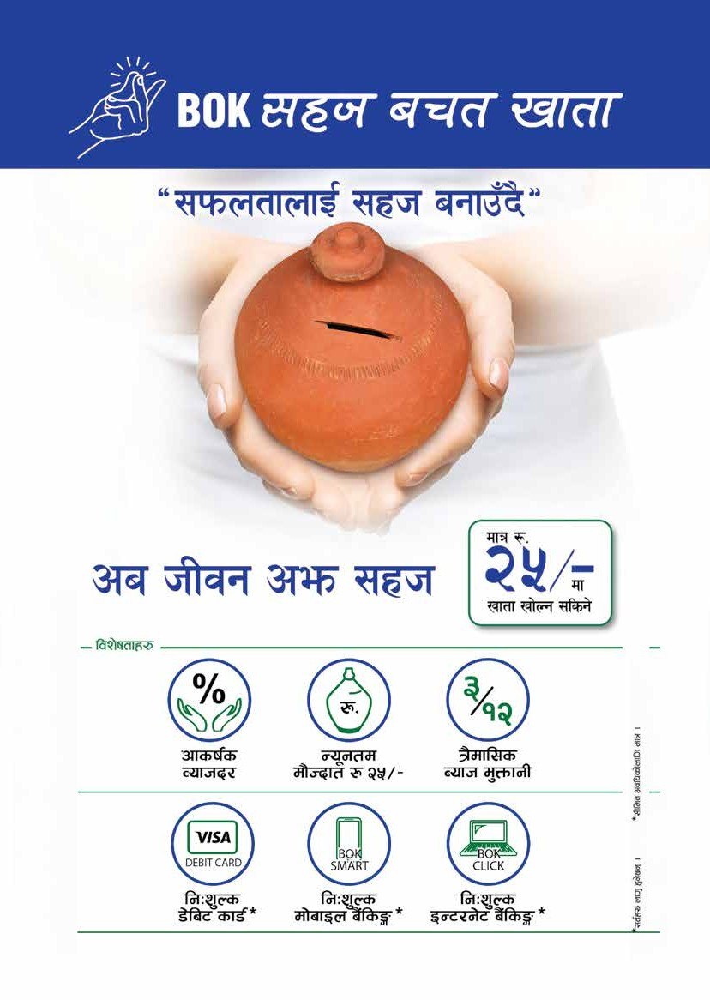 BOK सहज बचत खाता
“सफलतालाई सहज बनाउँदै”
अब जीवन अझ सहज
मात्र रू.
२५/-
मा
खाता खोल्न सकिने
विशेषताहरु
%
आकर्षक
व्याजदर
रू.
न्यूनतम
मौज्दात रू २५/-
३/१२
त्रैमासिक
ब्याज भुक्तानी
VISA
DEBIT CARD
नि:शुल्क
डेबिट कार्ड *
BOK
SMART
नि:शुल्क
मोबाइल बैंकिङ्ग *
BOK
CLICK
नि:शुल्क
इन्टरनेट बैंकिङ्ग *
*सीमित अवधिकोलागि मात्र ।
*शर्तहरु लागु हुनेछन् ।